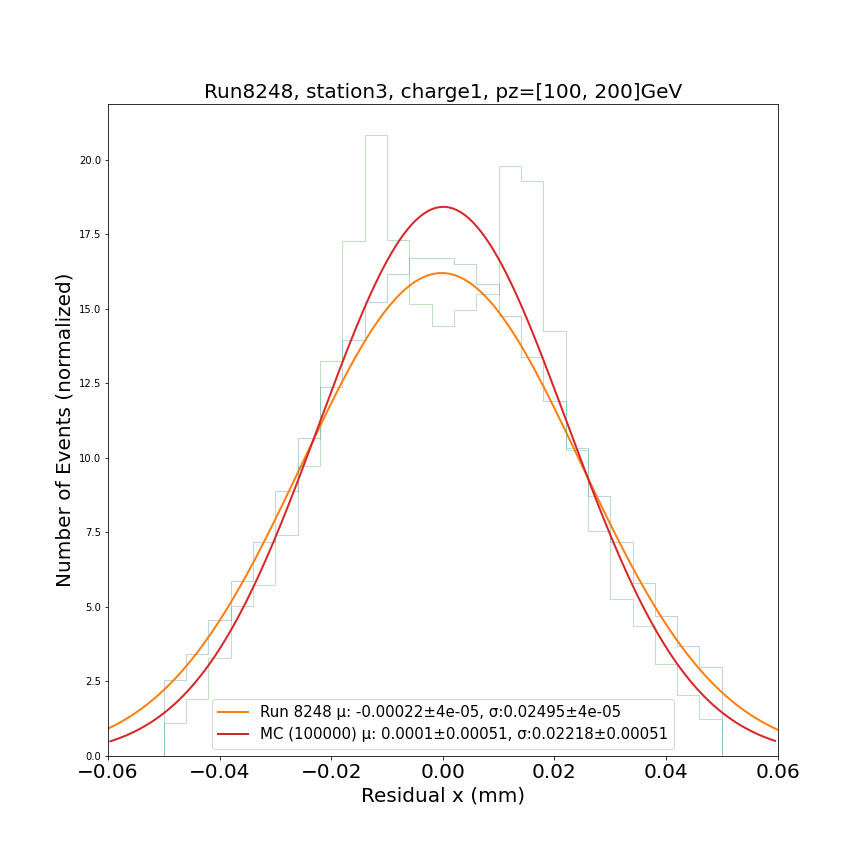 Run8248, station3, charge1, pz=[100, 200]GeV
Number of Events (normalized)
20.0
17.5
15.0
12.5
10.0
7.5
5.0
2.5
0.0
Run 8248 μ: -0.00022±4e-05, σ:0.02495±4e-05
MC (100000) μ: 0.0001±0.00051, σ:0.02218±0.00051
−0.06 −0.04 −0.02 0.00 0.02 0.04 0.06
Residual x (mm)